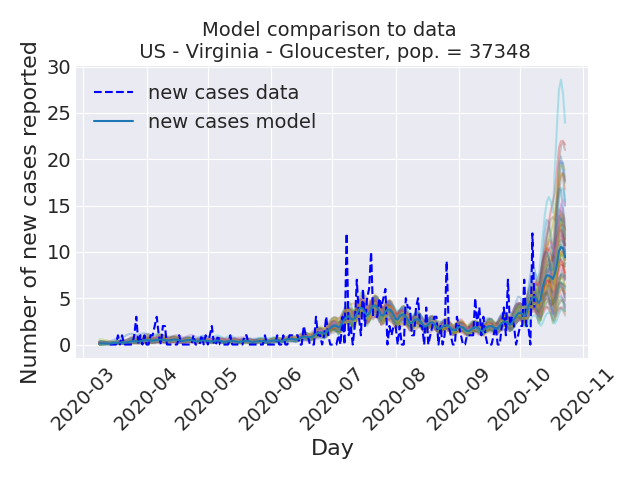 Model comparison to data
US - Virginia - Gloucester, pop. = 37348
Number of new cases reported
30
25
20
15
10
5
0
new cases data
new cases model
2020-03
2020-04
2020-05
2020-06
2020-07
2020-08
2020-09
2020-10
2020-11
Day